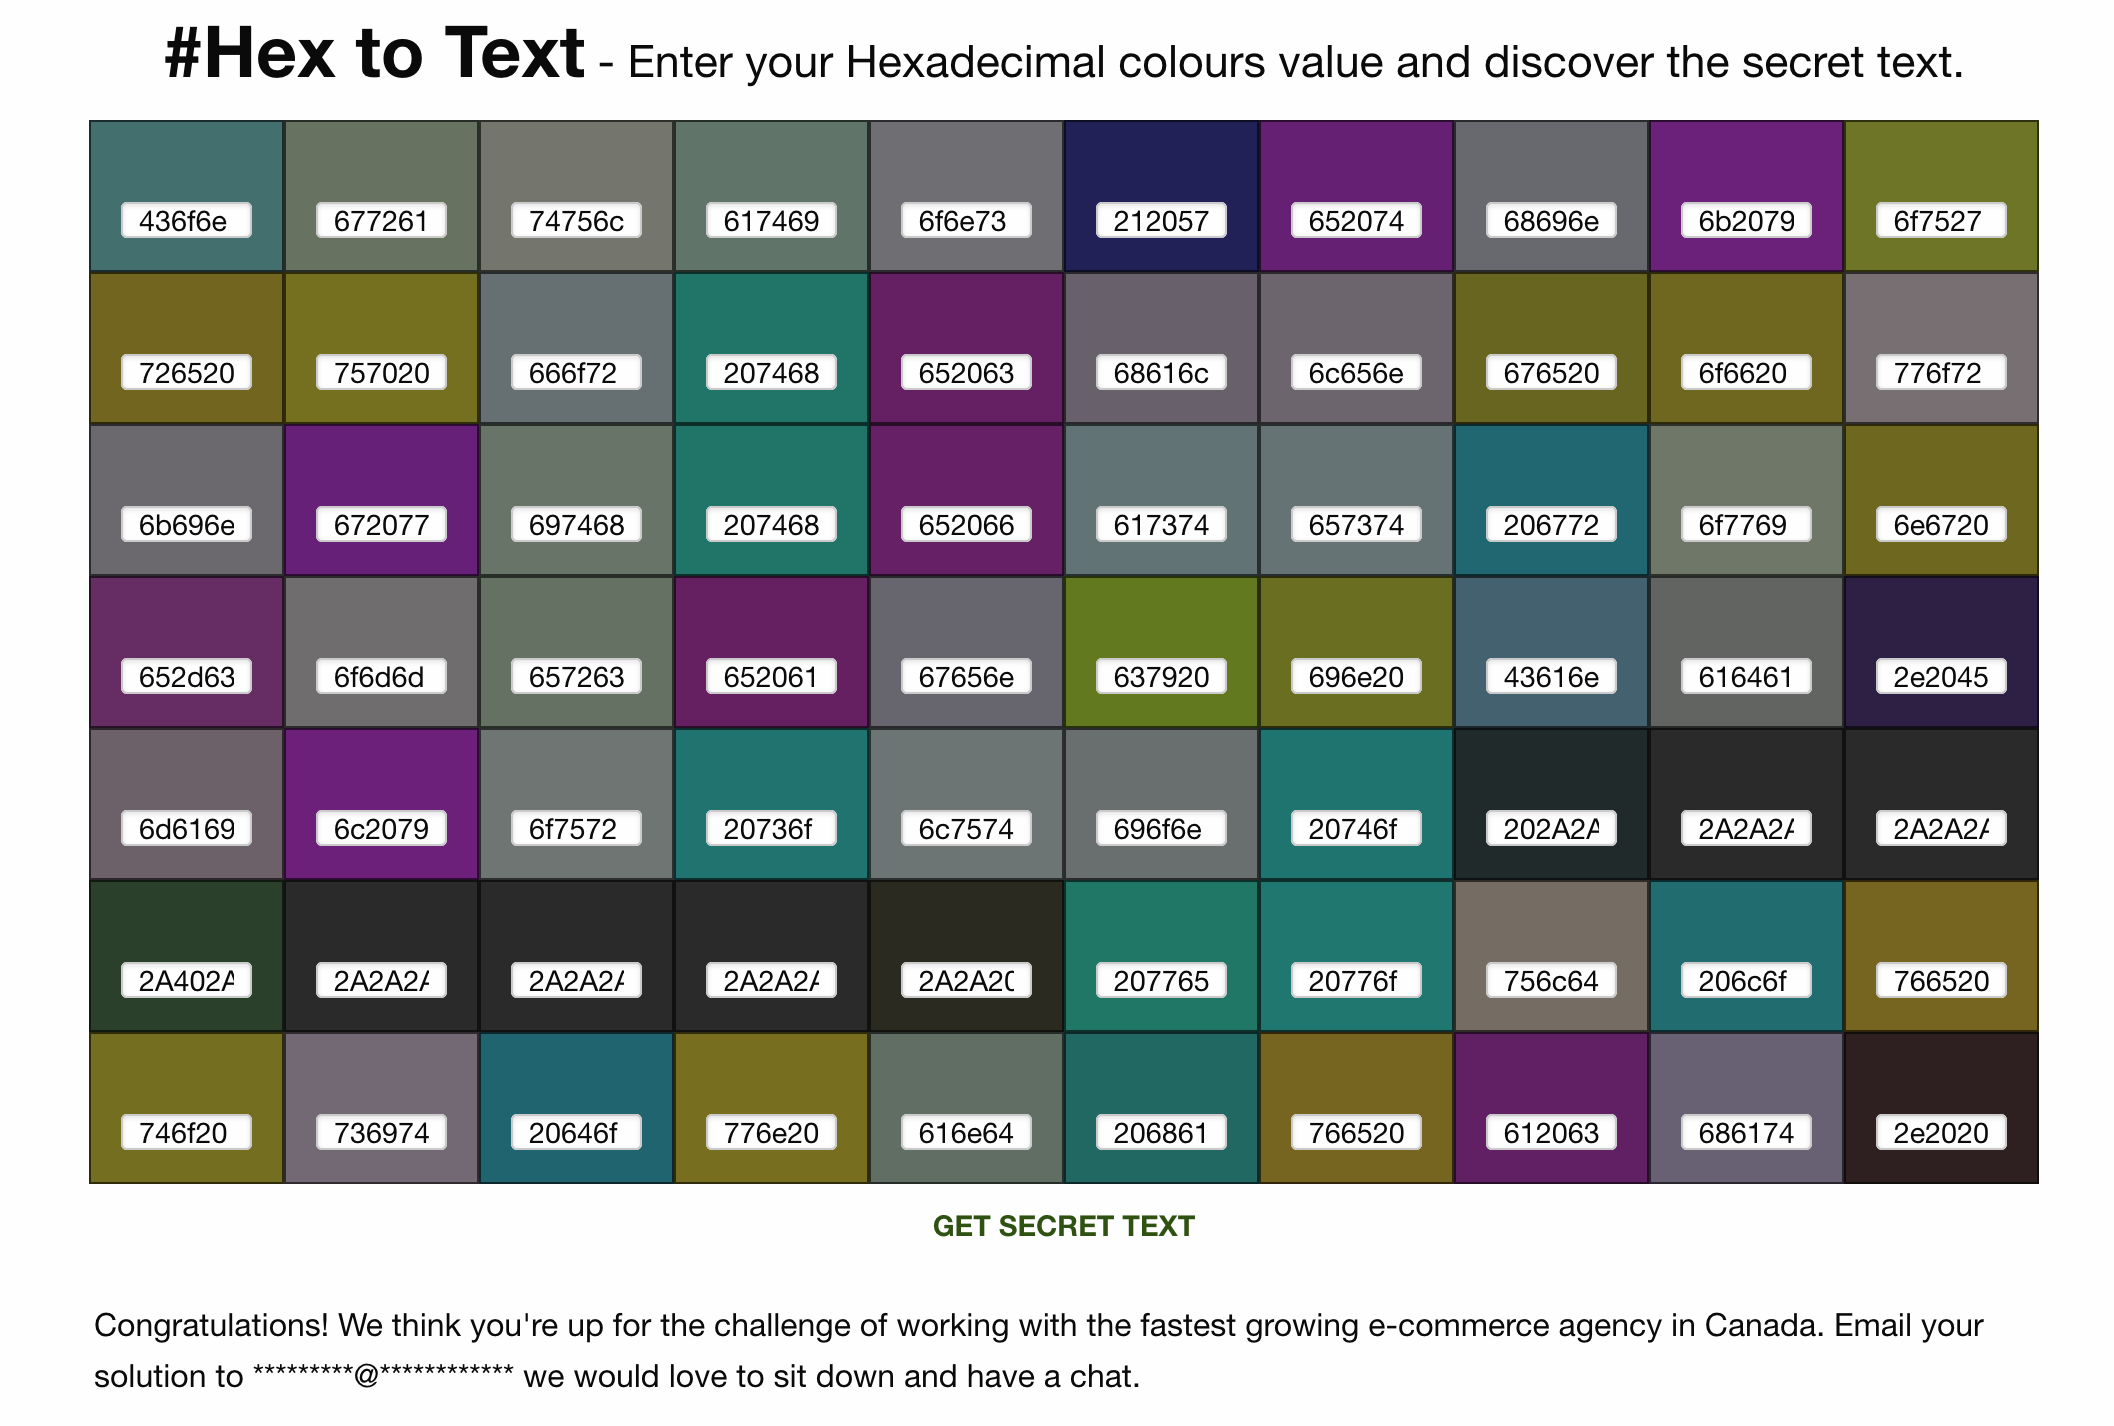 #Hex to Text - Enter your Hexadecimal colours value and discover the secret text.
436f6e 677261 74756c 617469 6f6e73 212057 652074 68696e 6b2079 6f7527
726520 757020 666f72 207468 652063 68616c 6c656e 676520 6f6620 776f72
6b696e 672077 697468 207468 652066 617374 657374 206772 6f7769 6e6720
652d63 6f6d6d 657263 652061 67656e 637920 696e20 43616e 616461 2e2045
6d6169 6c2079 6f7572 20736f 6c7574 696f6e 20746f 202A2A 2A2A2A 2A2A2A
2A402A 2A2A2A 2A2A2A 2A2A2A 2A2A20 207765 20776f 756c64 206c6f 766520
746f20 736974 20646f 776e20 616e64 206861 766520 612063 686174 2e2020
GET SECRET TEXT
Congratulations! We think you're up for the challenge of working with the fastest growing e-commerce agency in Canada. Email your
solution to *********@************ we would love to sit down and have a chat.